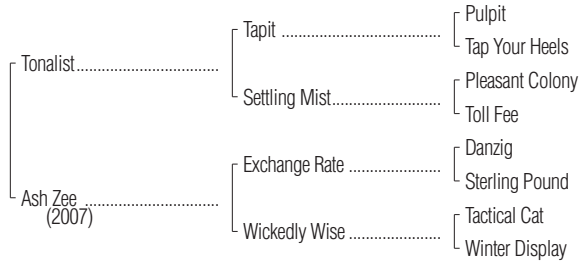 Pulpit
Tapit ..............................
Tap Your Heels
Tonalist..............................
Pleasant Colony
Settling Mist......................
Toll Fee
Danzig
Exchange Rate ..................
Sterling Pound
Ash Zee ............................
(2007)
Tactical Cat
Wickedly Wise ..................
Winter Display